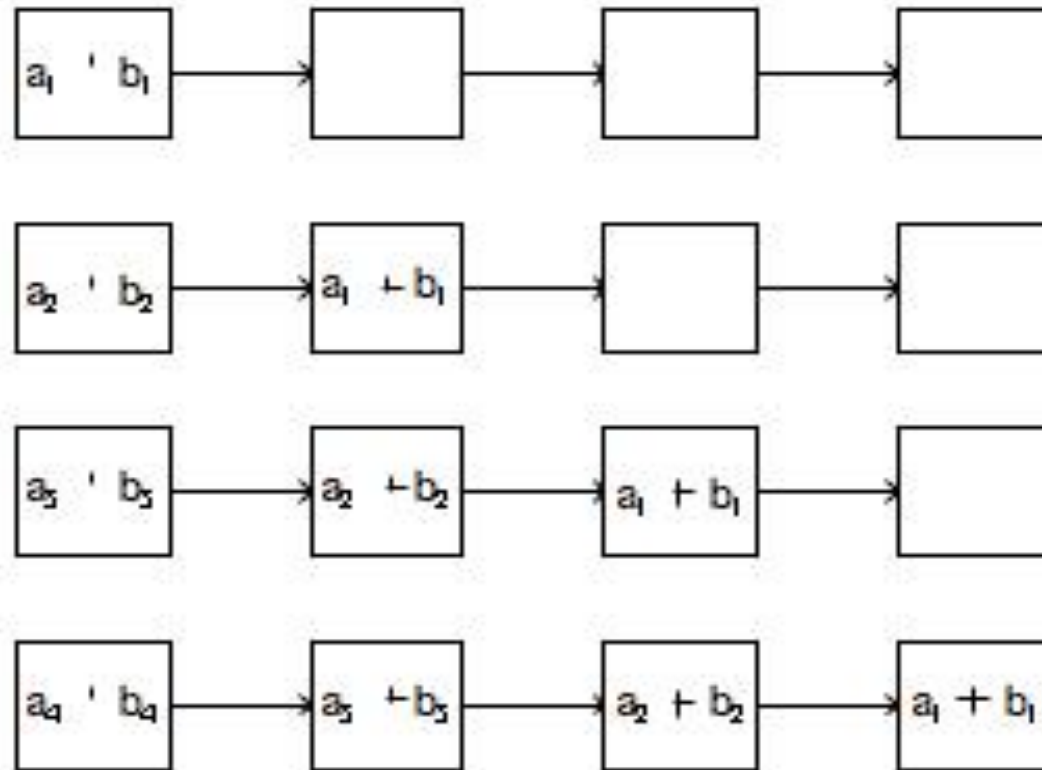 a₁ ' b₁
a₂ ' b₂ a₁ + b₁
a₃ ' b₃ a₂ + b₂ a₁ + b₁
a₄ ' b₄ a₃ + b₃ a₂ + b₂ a₁ + b₁